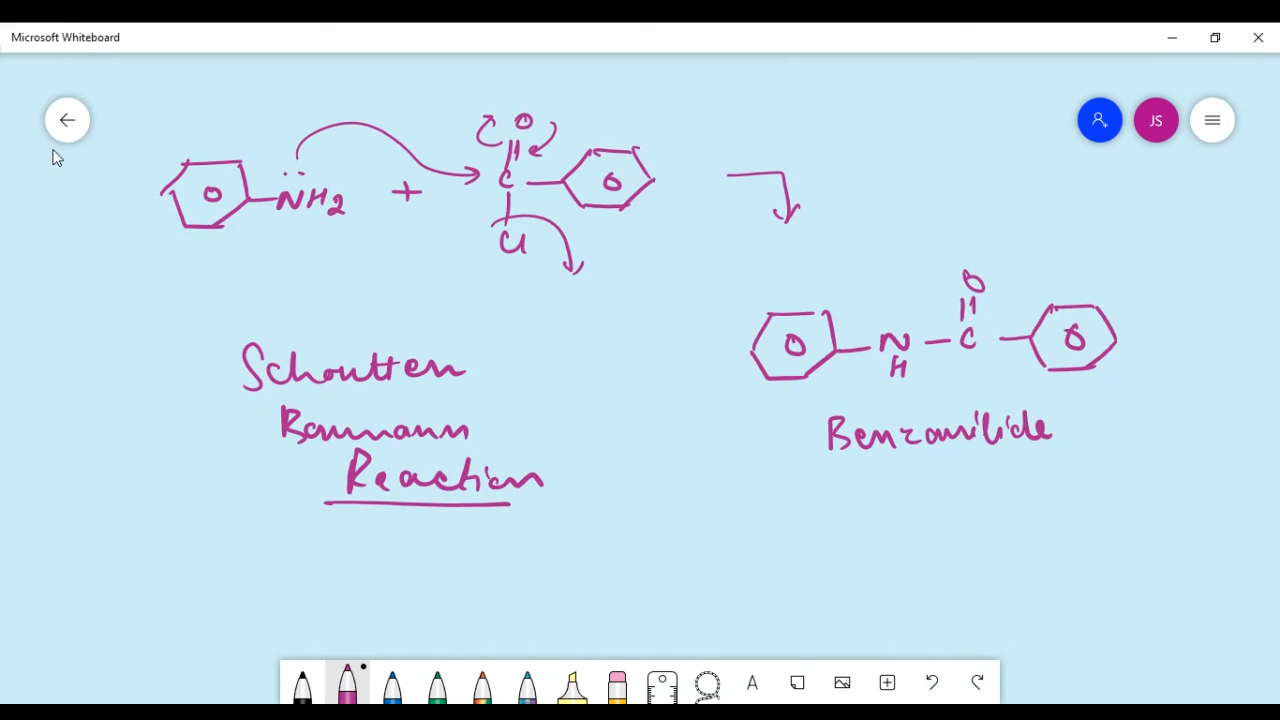 Microsoft Whiteboard
JS
NH2 + C Cl O
N H C O
Schoutten
Baumann
Reaction
Benzanilide
A